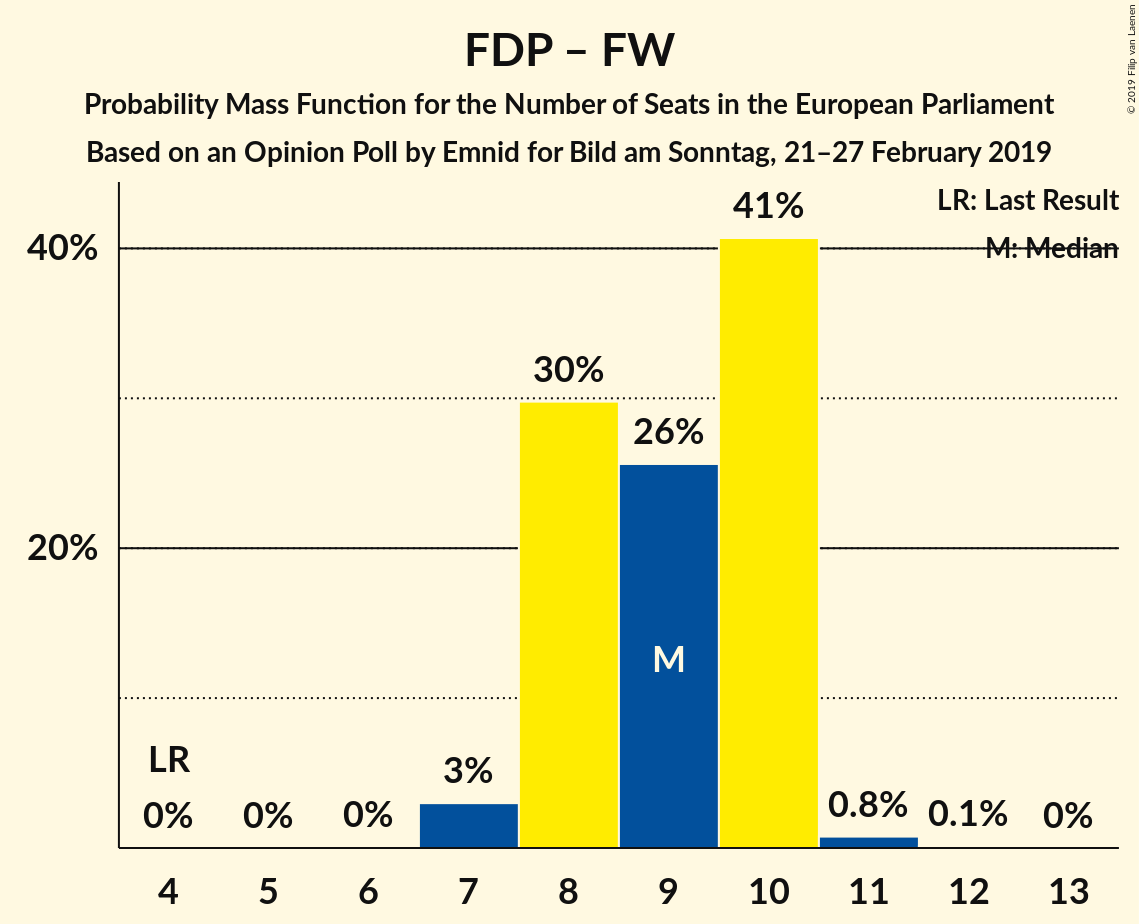 FDP – FW
Probability Mass Function for the Number of Seats in the European Parliament
Based on an Opinion Poll by Emnid for Bild am Sonntag, 21–27 February 2019
© 2019 Filip van Laenen
LR: Last Result
M: Median
40%
20%
41%
30%
26%
M
LR
3%
0%
0%
0%
0.8%
0.1%
0%
4 5 6 7 8 9 10 11 12 13